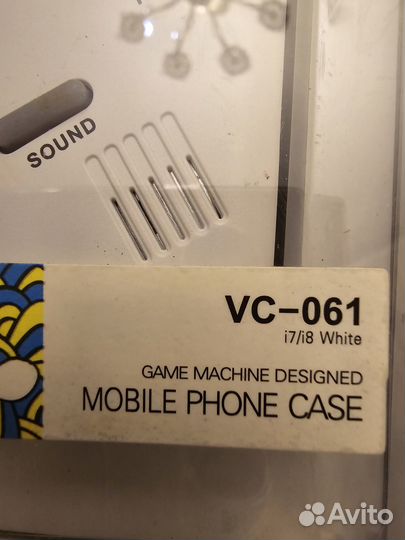 SOUND
VC-061
i7/i8 White
GAME MACHINE DESIGNED
MOBILE PHONE CASE
Avito